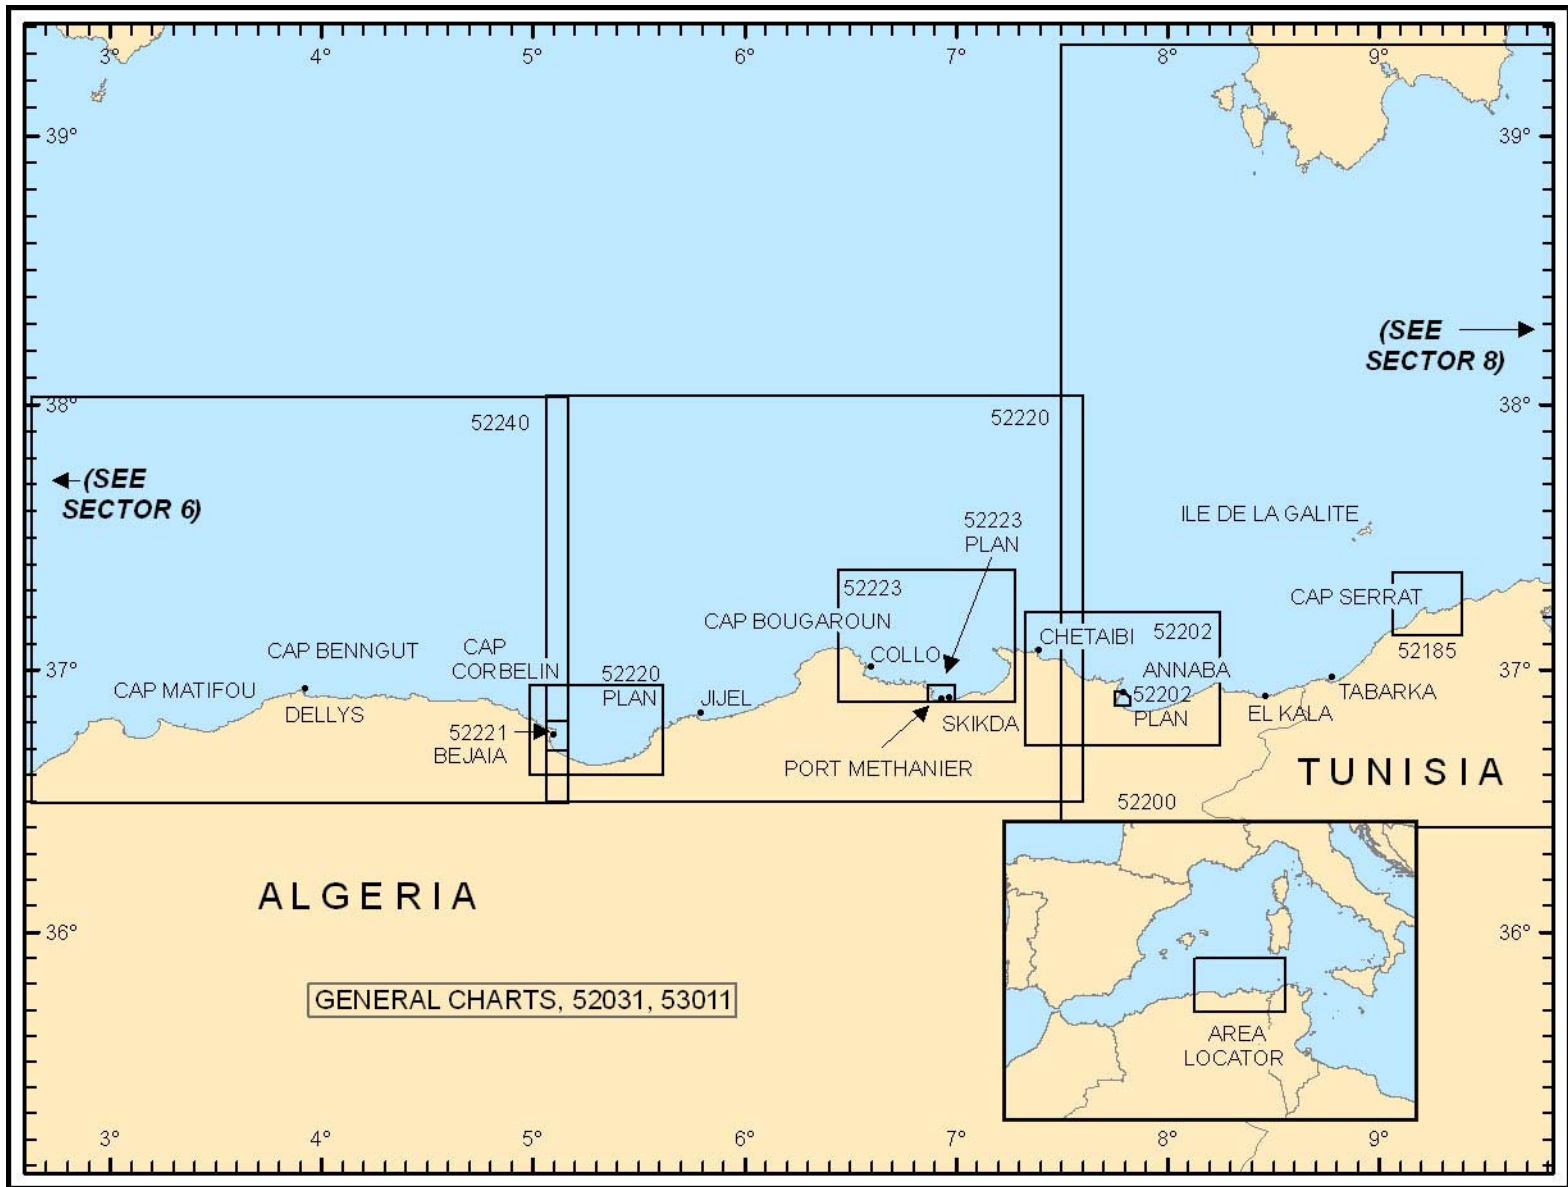 3°
4°
5°
6°
7°
8°
9°
39°
39°
(SEE
SECTOR 8)
38°
38°
52240
52220
(SEE
SECTOR 6)
ILE DE LA GALITE
52223
PLAN
52223
CAP SERRAT
CAP BOUGAROUN
CHETAIBI
52202
52185
CAP BENNGUT
CAP
CORBELIN
COLLO
37°
37°
52220
PLAN
ANNABA
CAP MATIFOU
JIJEL
52202
PLAN
TABARKA
DELLYS
EL KALA
SKIKDA
52221
BEJAIA
PORT METHANIER
TUNISIA
52200
ALGERIA
36°
36°
GENERAL CHARTS, 52031, 53011
AREA
LOCATOR
3°
4°
5°
6°
7°
8°
9°